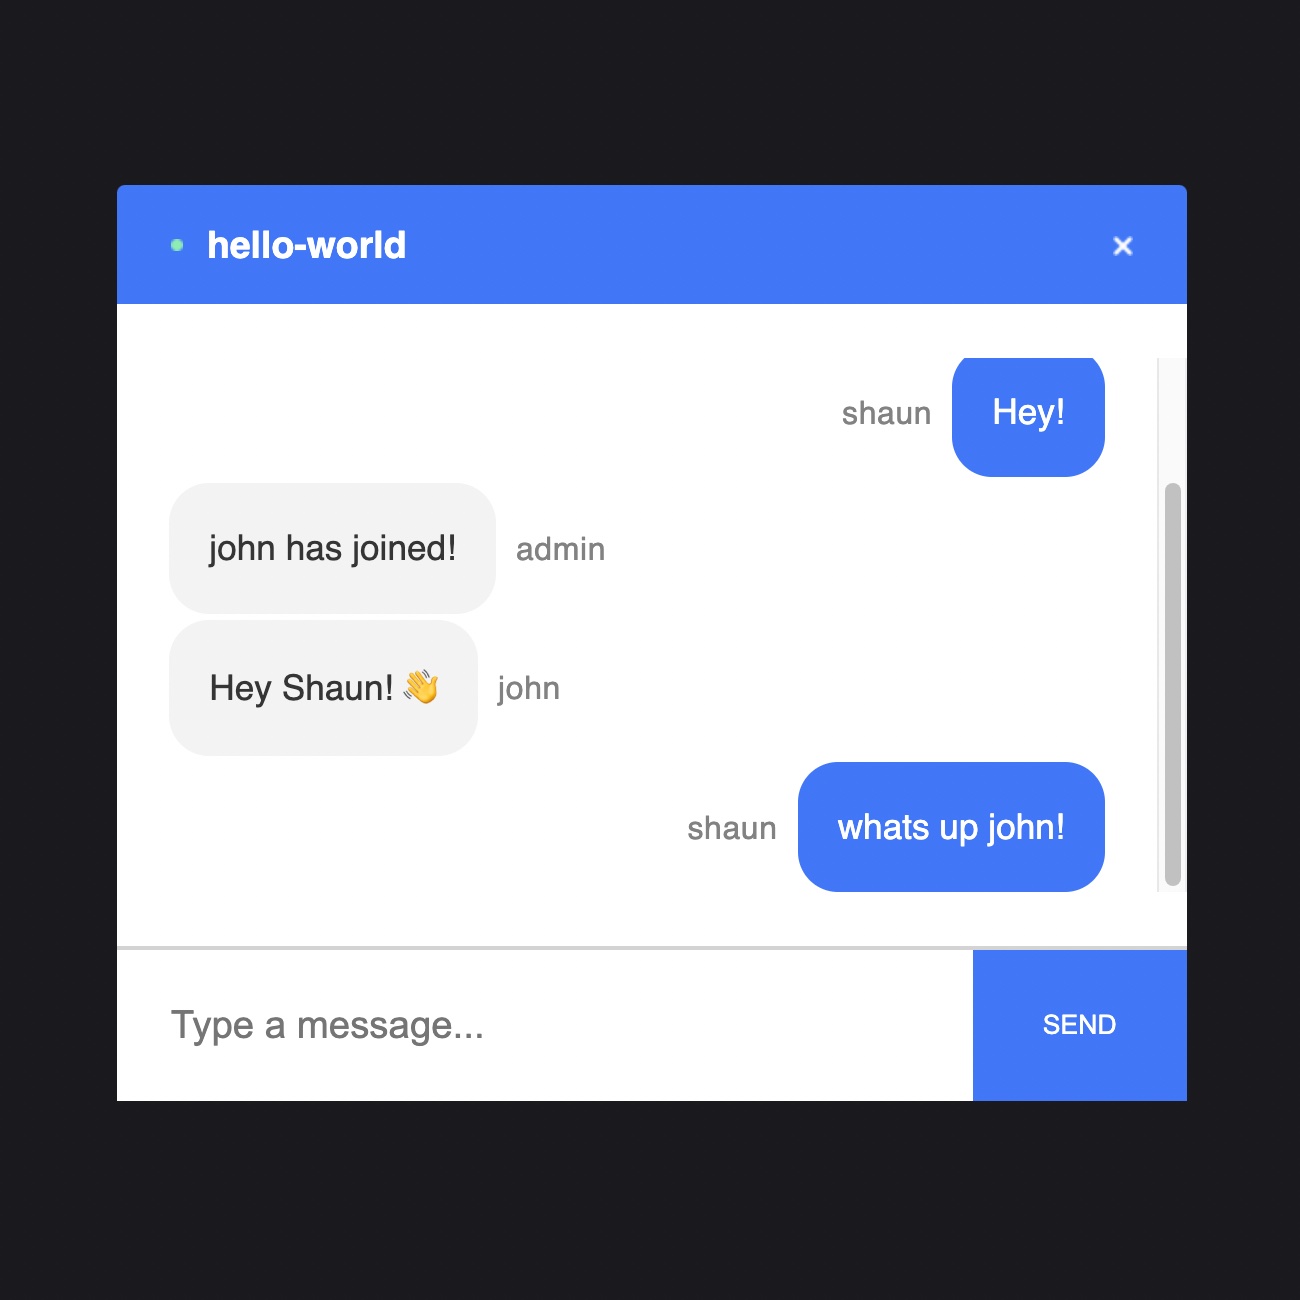 hello-world
shaun Hey!
john has joined! admin
Hey Shaun! 👋 john
shaun whats up john!
Type a message...
SEND